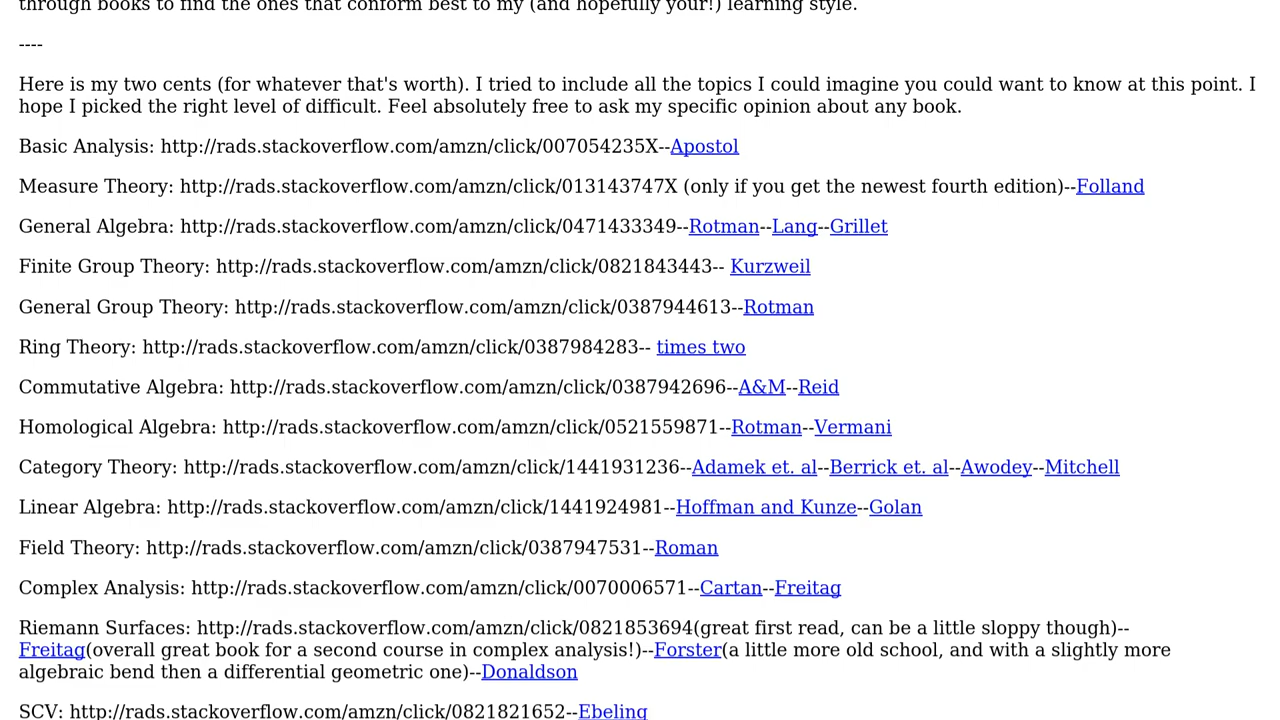 through books to find the ones that conform best to my (and hopefully your!) learning style.
----
Here is my two cents (for whatever that's worth). I tried to include all the topics I could imagine you could want to know at this point. I
hope I picked the right level of difficult. Feel absolutely free to ask my specific opinion about any book.
Basic Analysis: http://rads.stackoverflow.com/amzn/click/007054235X--Apostol
Measure Theory: http://rads.stackoverflow.com/amzn/click/013143747X (only if you get the newest fourth edition)--Folland
General Algebra: http://rads.stackoverflow.com/amzn/click/0471433349--Rotman--Lang--Grillet
Finite Group Theory: http://rads.stackoverflow.com/amzn/click/0821843443-- Kurzweil
General Group Theory: http://rads.stackoverflow.com/amzn/click/0387944613--Rotman
Ring Theory: http://rads.stackoverflow.com/amzn/click/0387984283-- times two
Commutative Algebra: http://rads.stackoverflow.com/amzn/click/0387942696--A&M--Reid
Homological Algebra: http://rads.stackoverflow.com/amzn/click/0521559871--Rotman--Vermani
Category Theory: http://rads.stackoverflow.com/amzn/click/1441931236--Adamek et. al--Berrick et. al--Awodey--Mitchell
Linear Algebra: http://rads.stackoverflow.com/amzn/click/1441924981--Hoffman and Kunze--Golan
Field Theory: http://rads.stackoverflow.com/amzn/click/0387947531--Roman
Complex Analysis: http://rads.stackoverflow.com/amzn/click/0070006571--Cartan--Freitag
Riemann Surfaces: http://rads.stackoverflow.com/amzn/click/0821853694(great first read, can be a little sloppy though)--
Freitag(overall great book for a second course in complex analysis!)--Forster(a little more old school, and with a slightly more
algebraic bend then a differential geometric one)--Donaldson
SCV: http://rads.stackoverflow.com/amzn/click/0821821652--Ebeling